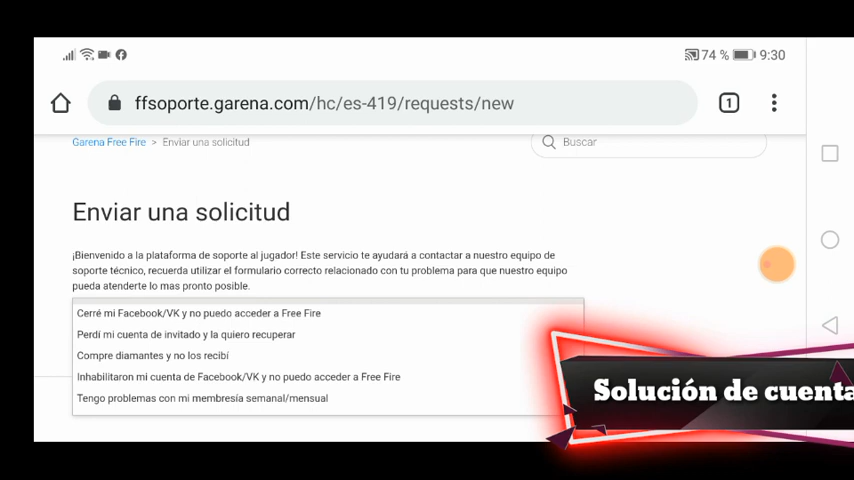 74 % 9:30
ffsoporte.garena.com/hc/es-419/requests/new 1
Garena Free Fire > Enviar una solicitud Buscar
Enviar una solicitud
¡Bienvenido a la plataforma de soporte al jugador! Este servicio te ayudará a contactar a nuestro equipo de
soporte técnico, recuerda utilizar el formulario correcto relacionado con tu problema para que nuestro equipo
pueda atenderte lo mas pronto posible.
Cerré mi Facebook/VK y no puedo acceder a Free Fire
Perdí mi cuenta de invitado y la quiero recuperar
Compre diamantes y no los recibí
Inhabilitaron mi cuenta de Facebook/VK y no puedo acceder a Free Fire
Tengo problemas con mi membresía semanal/mensual
Solución de cuenta